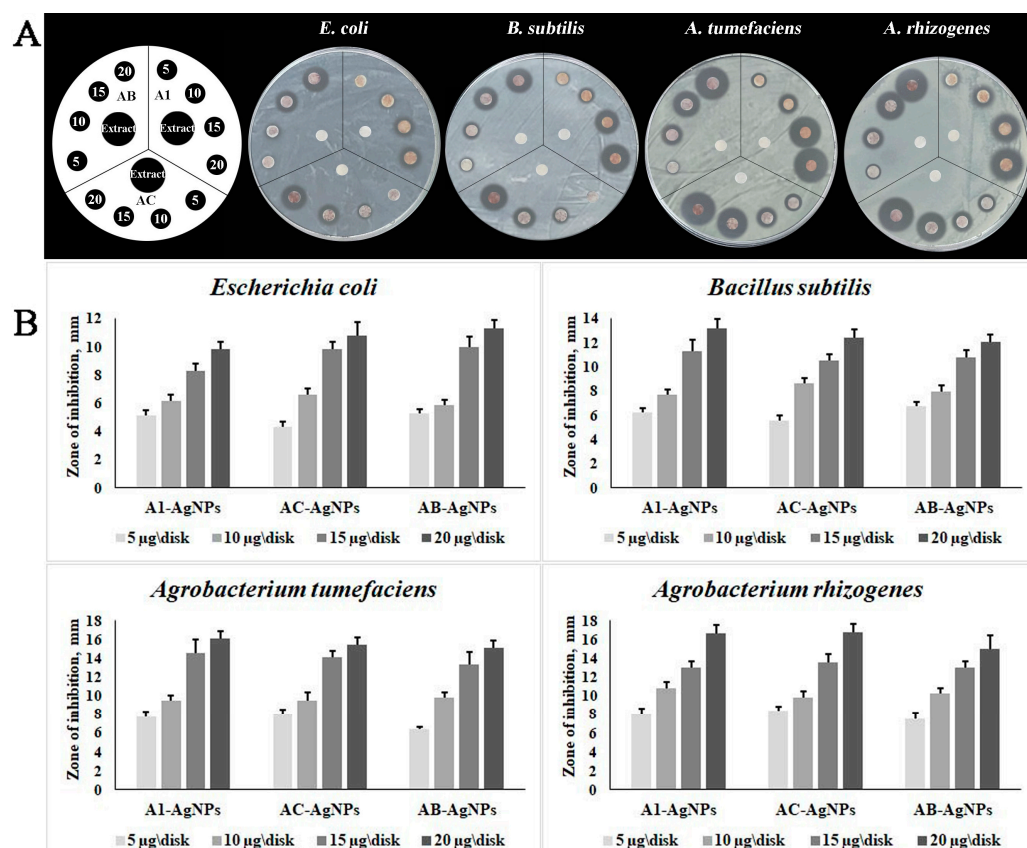 A
E. coli
B. subtilis
A. tumefaciens
A. rhizogenes
20
5
15
AB
A1
10
10
Extract
Extract
15
5
20
Extract
20
AC
5
15
10
B
Escherichia coli
Zone of inhibition, mm
12
10
8
6
4
2
0
A1-AgNPs
AC-AgNPs
AB-AgNPs
5 µg\disk
10 µg\disk
15 µg\disk
20 µg\disk
Bacillus subtilis
Zone of inhibition, mm
14
12
10
8
6
4
2
0
A1-AgNPs
AC-AgNPs
AB-AgNPs
5 µg\disk
10 µg\disk
15 µg\disk
20 µg\disk
Agrobacterium tumefaciens
Zone of inhibition, mm
18
16
14
12
10
8
6
4
2
0
A1-AgNPs
AC-AgNPs
AB-AgNPs
5 µg\disk
10 µg\disk
15 µg\disk
20 µg\disk
Agrobacterium rhizogenes
Zone of inhibition, mm
18
16
14
12
10
8
6
4
2
0
A1-AgNPs
AC-AgNPs
AB-AgNPs
5 µg\disk
10 µg\disk
15 µg\disk
20 µg\disk